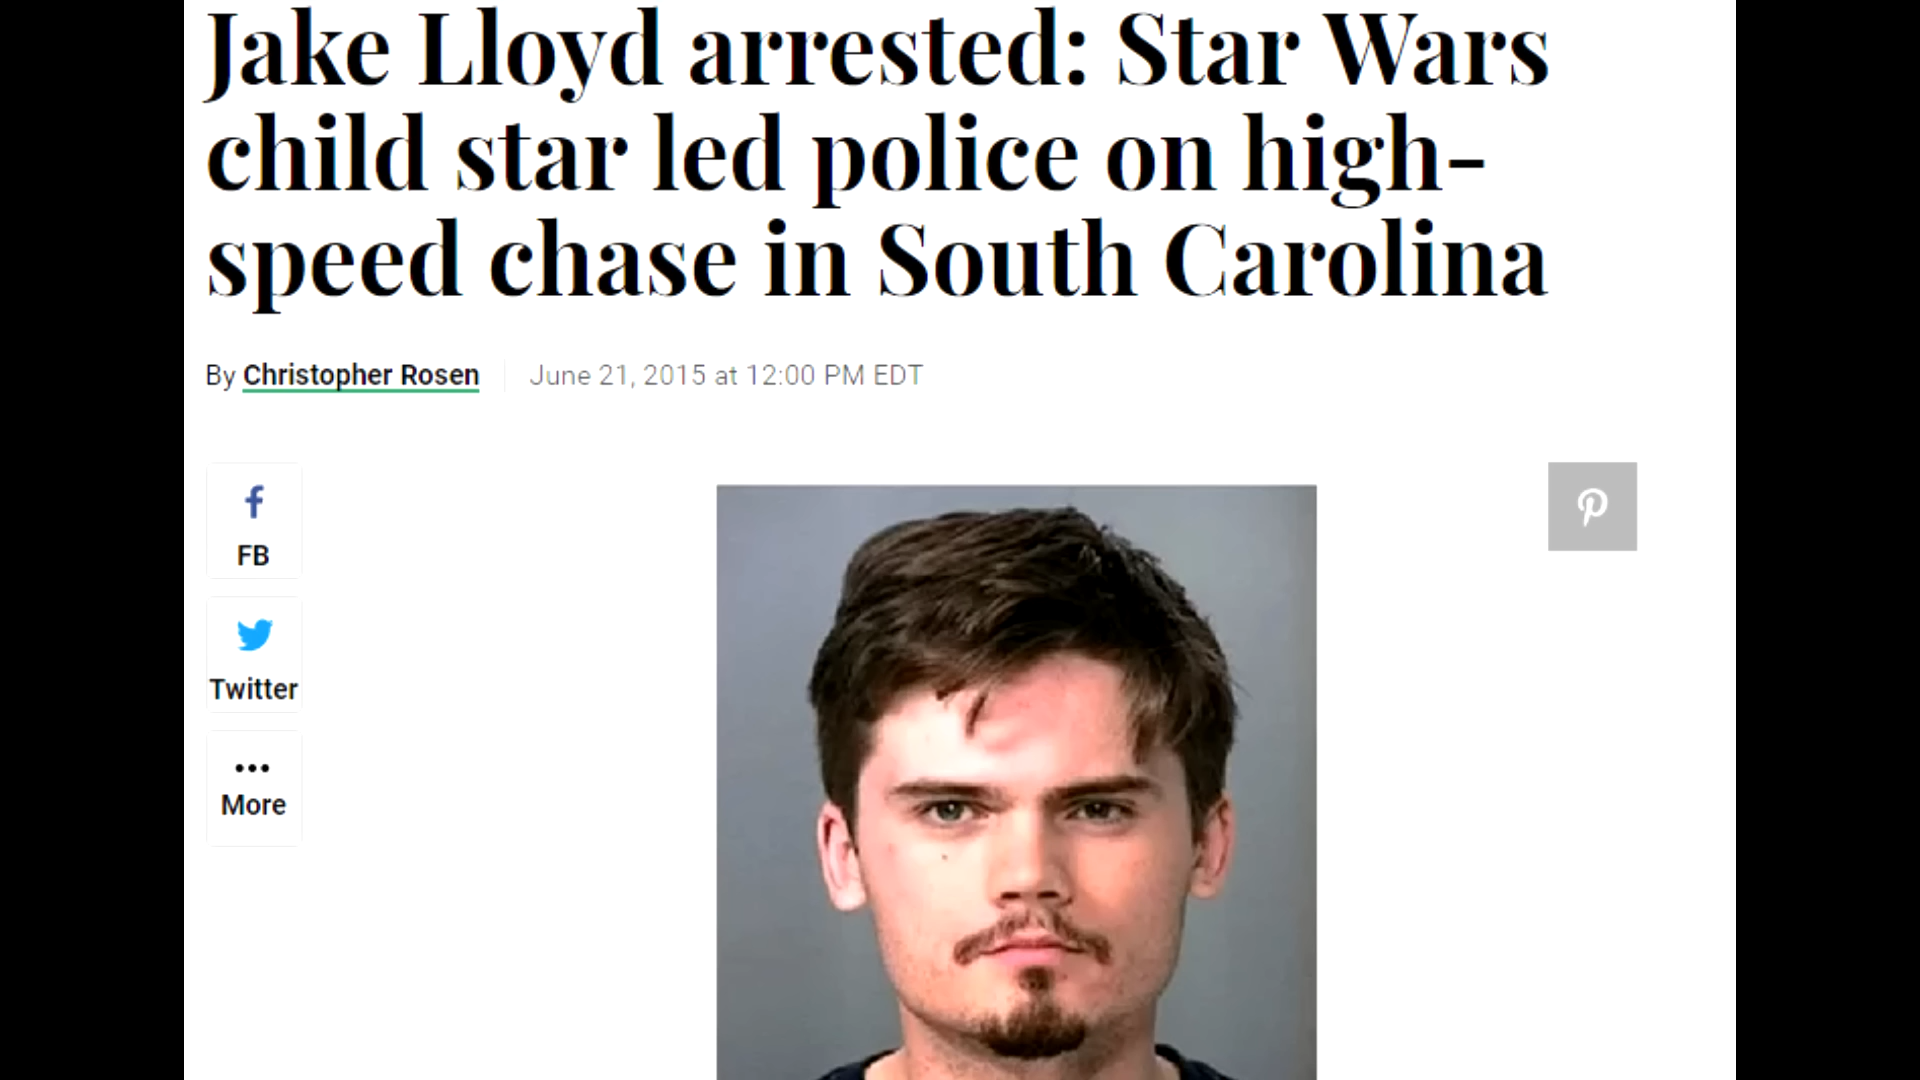 Jake Lloyd arrested: Star Wars
child star led police on high-
speed chase in South Carolina
By Christopher Rosen
June 21, 2015 at 12:00 PM EDT
FB
Twitter
More